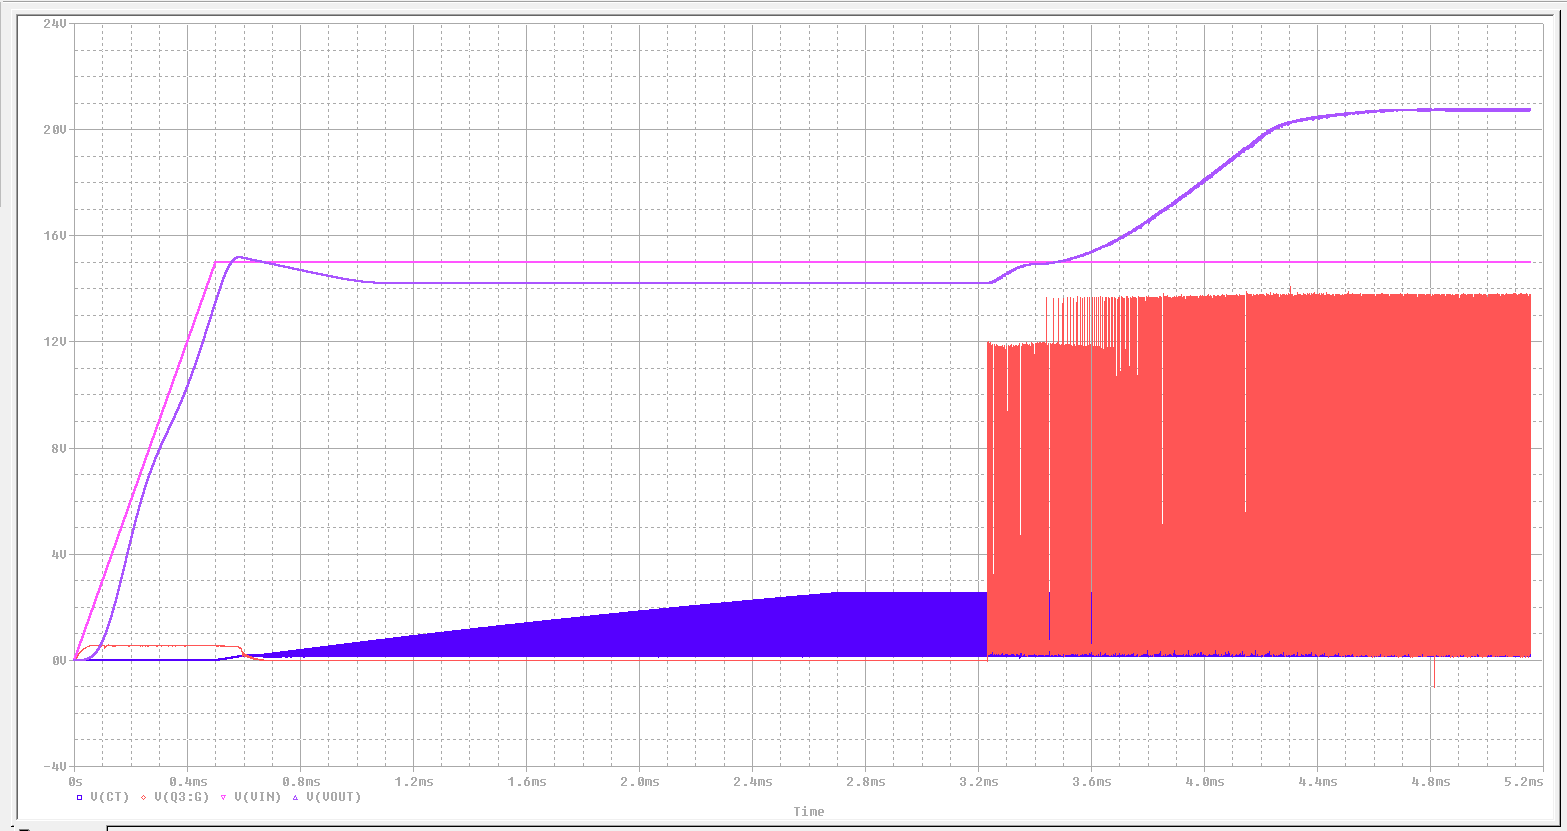 24V
20V
16V
12V
8V
4V
0V
-4V
0s 0.4ms 0.8ms 1.2ms 1.6ms 2.0ms 2.4ms 2.8ms 3.2ms 3.6ms 4.0ms 4.4ms 4.8ms 5.2ms
V(CT) V(Q3:G) V(VIN) V(VOUT)
Time